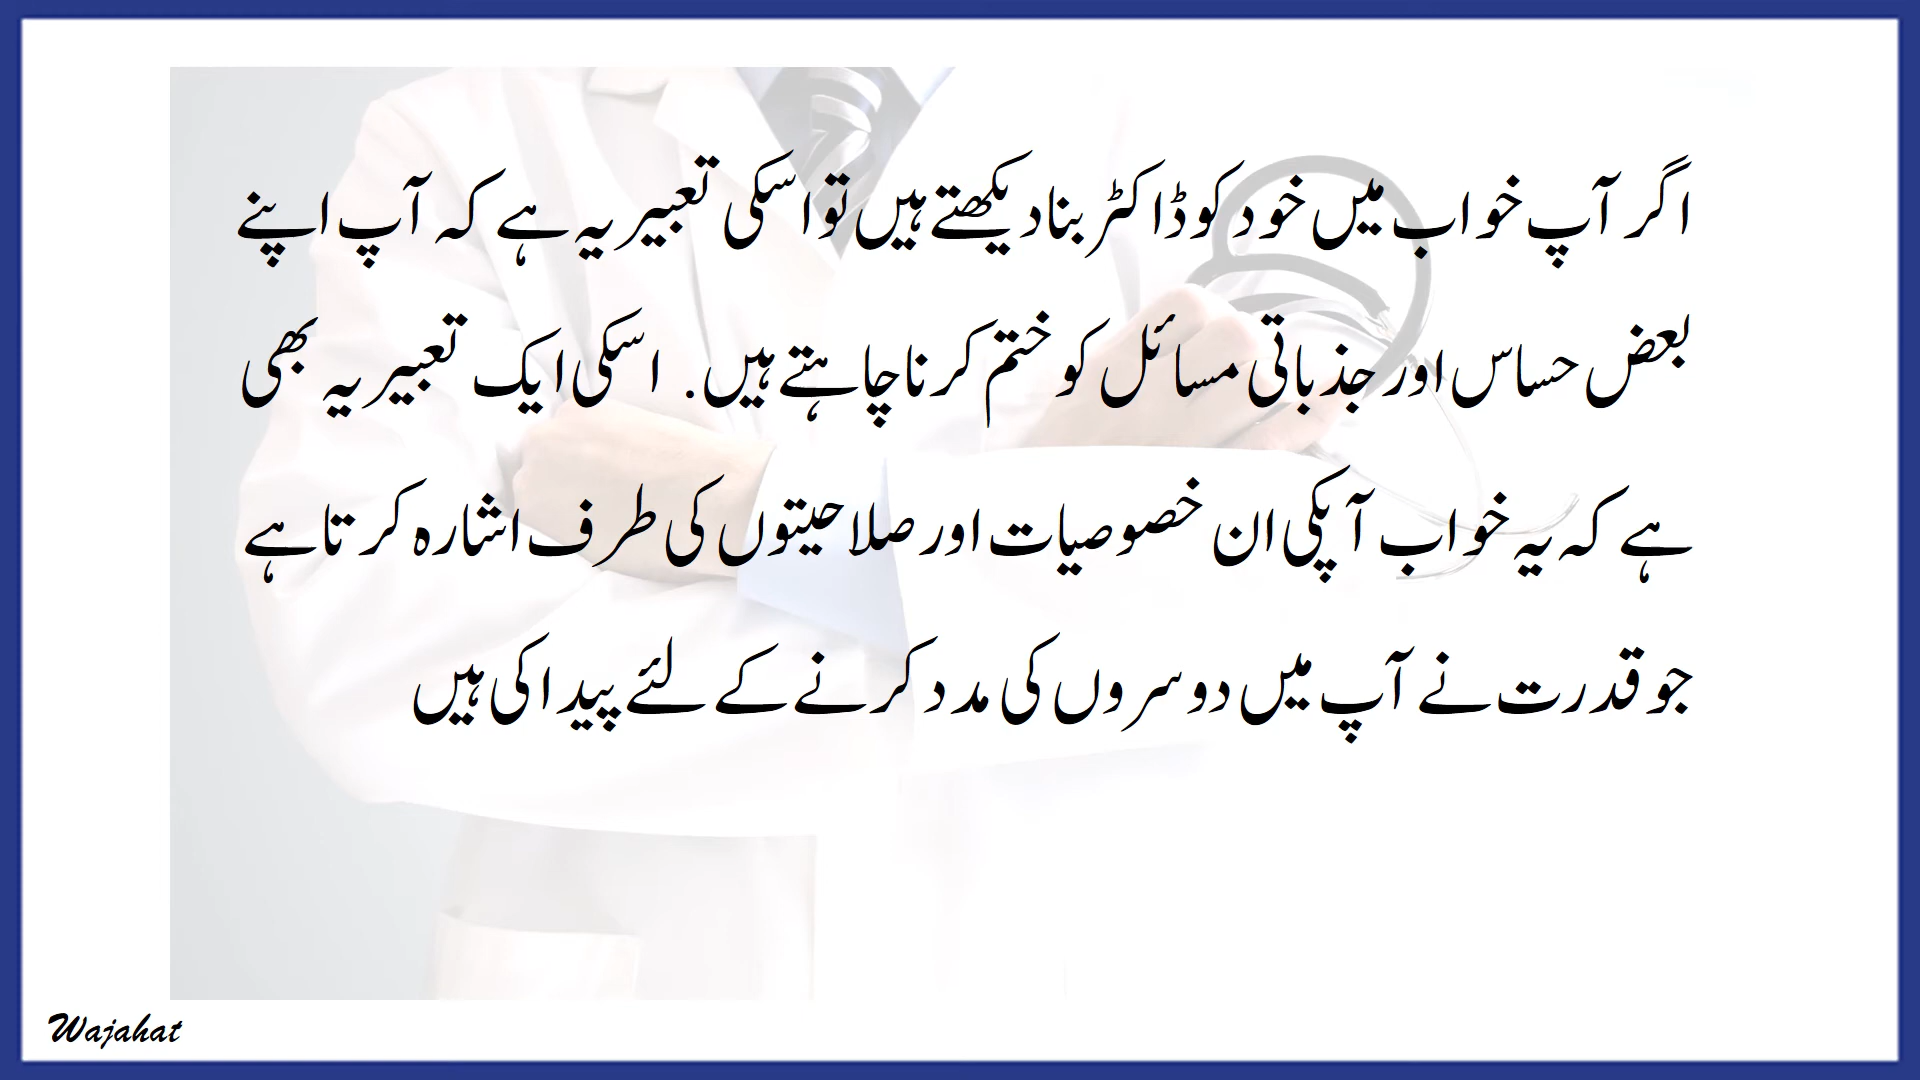 اگر آپ خواب میں خود کو ڈاکٹر بنا دیکھتے ہیں تو اسکی تعبیر یہ ہے کہ آپ اپنے
بعض حساس اور جذباتی مسائل کو ختم کرنا چاہتے ہیں. اسکی ایک تعبیر یہ بھی
ہے کہ یہ خواب آپکی ان خصوصیات اور صلاحیتوں کی طرف اشارہ کرتا ہے
جو قدرت نے آپ میں دوسروں کی مدد کرنے کے لئے پیدا کی ہیں
Wajahat